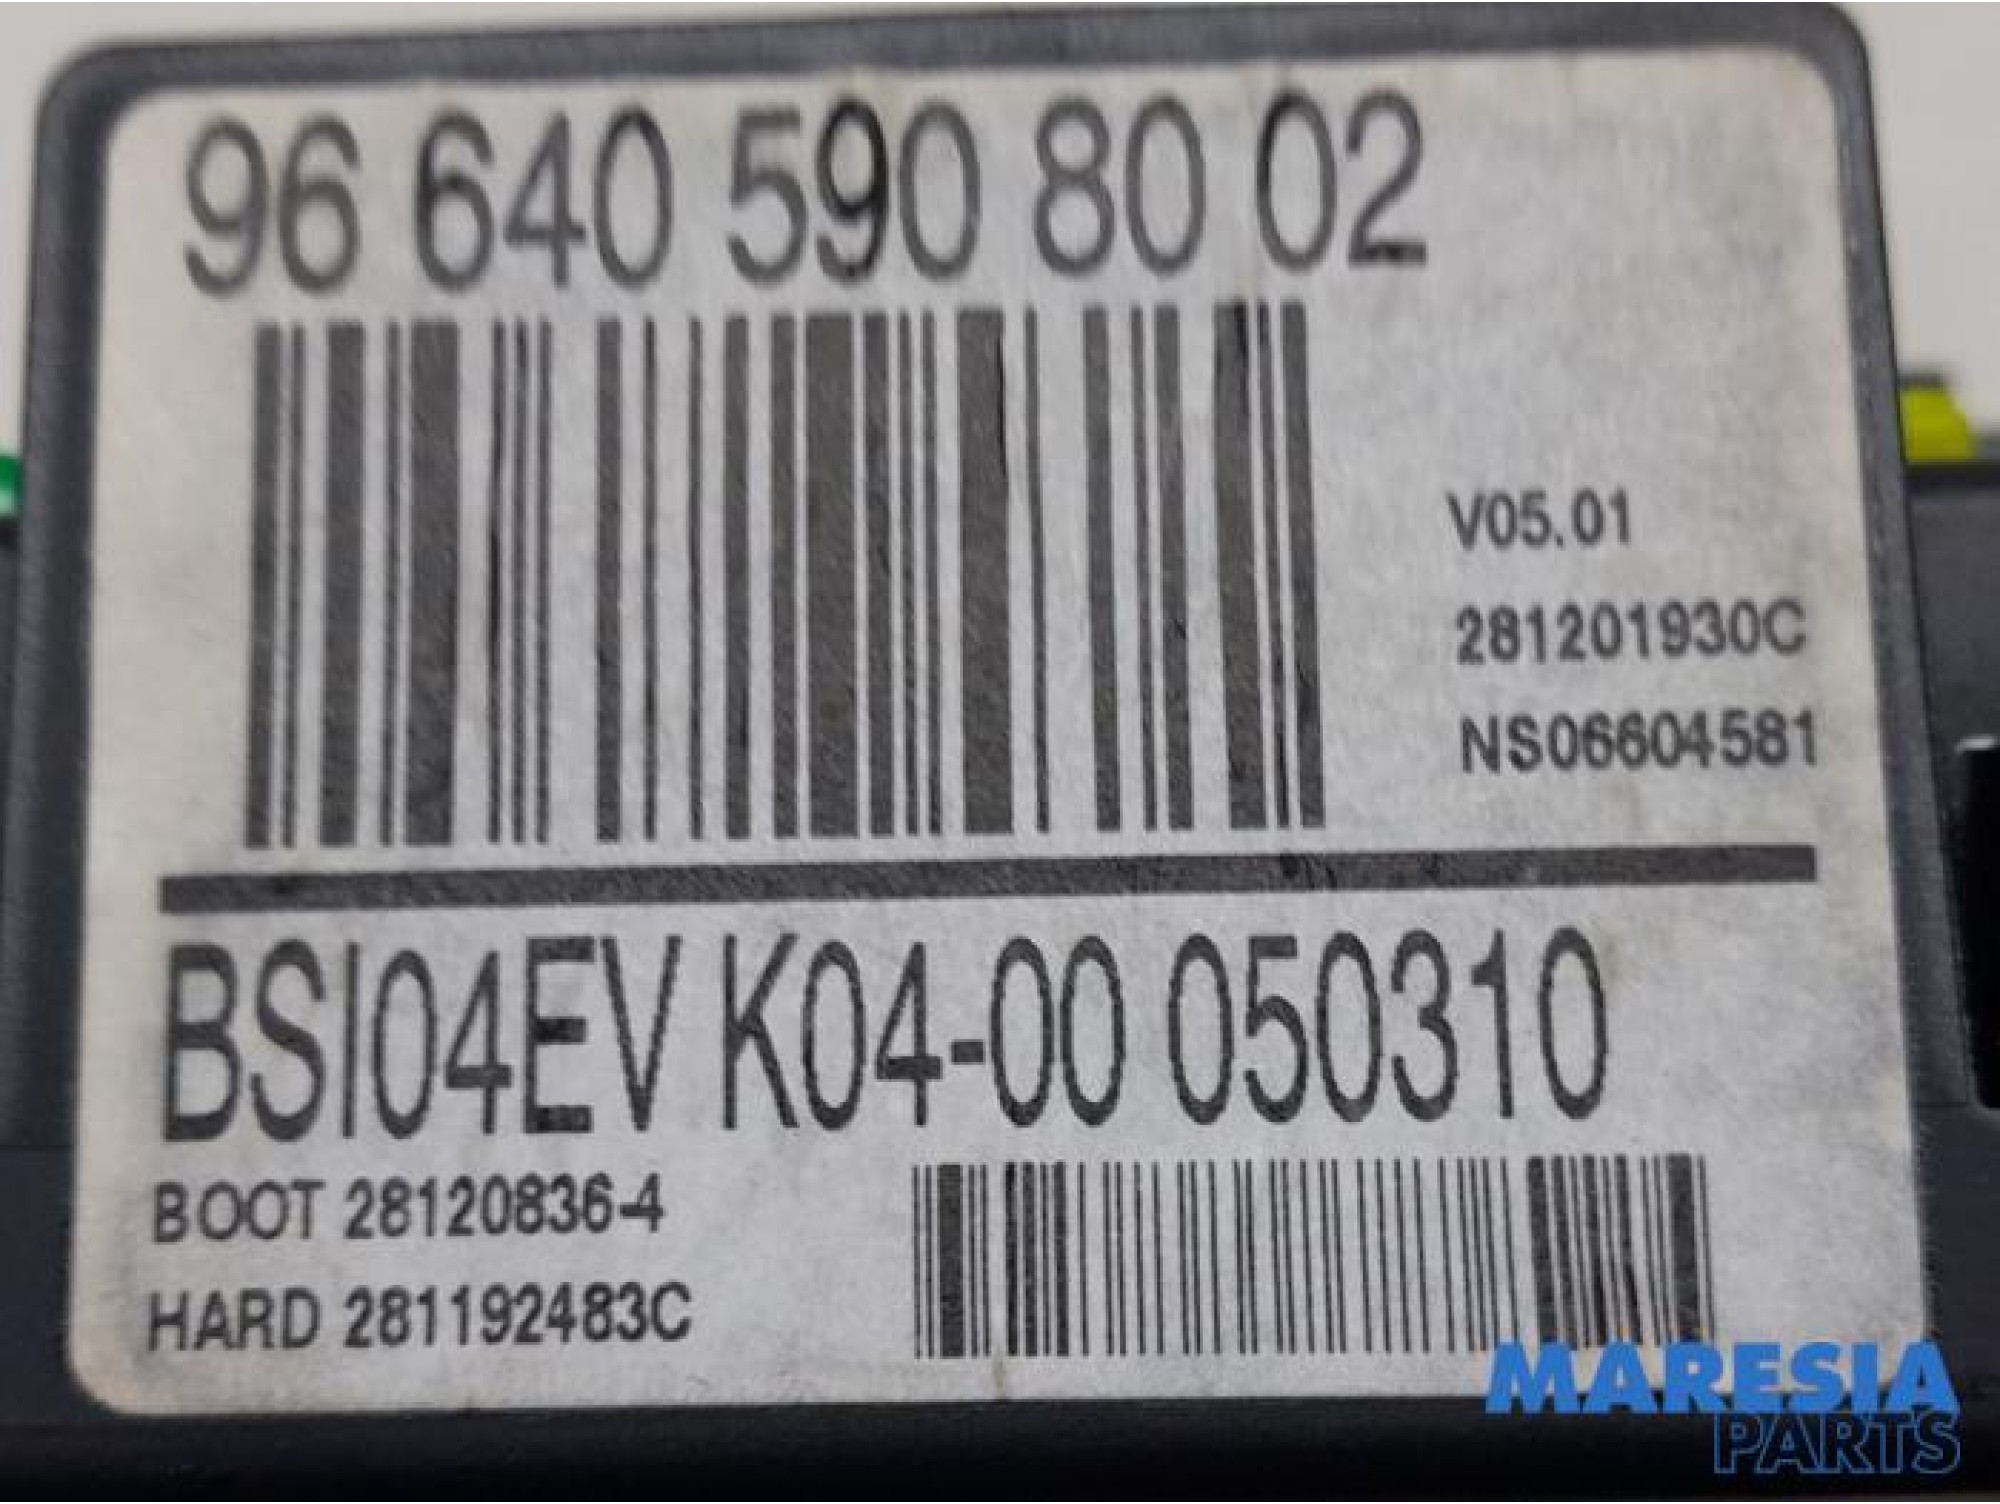 96 640 590 80 02
V05.01
281201930C
NS06604581
BSI04EV K04-00 050310
BOOT 28120836-4
HARD 281192483C
MARESIA
PARTS